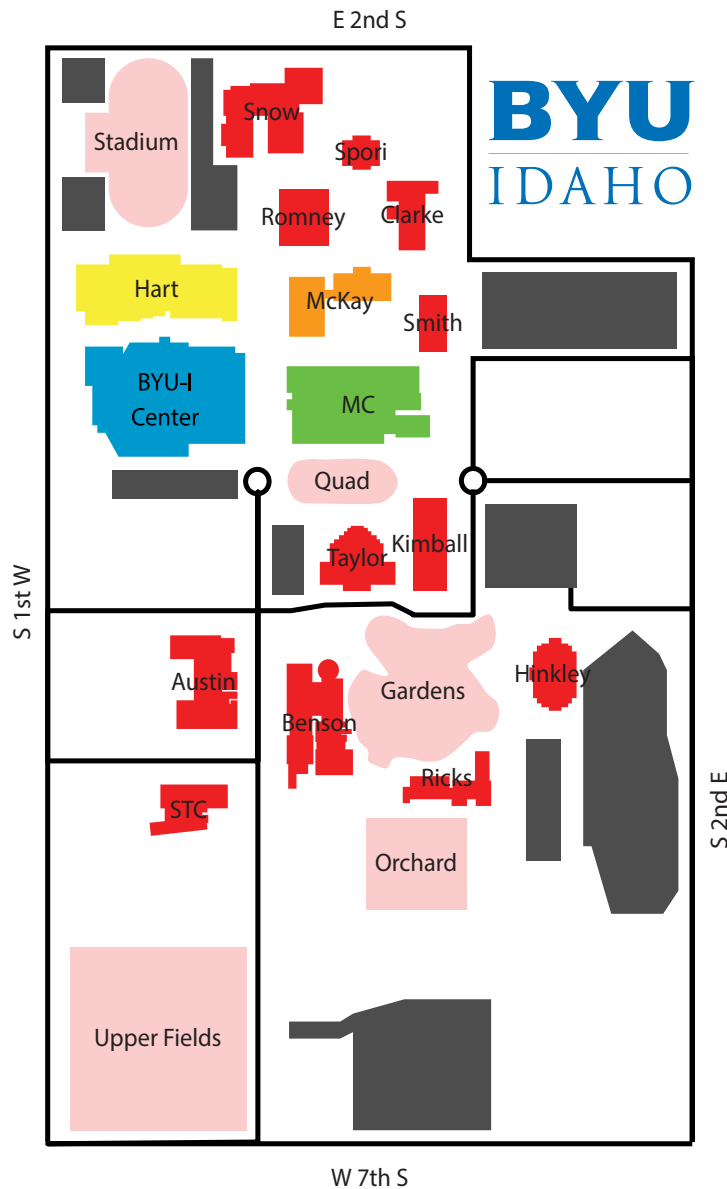 E 2nd S
BYU
IDAHO
Snow
Stadium
Spori
Romney
Clarke
Hart
McKay
Smith
BYU-I
Center
MC
Quad
Taylor
Kimball
S 1st W
Austin
Benson
Gardens
Hinkley
STC
Ricks
S 2nd E
Orchard
Upper Fields
W 7th S